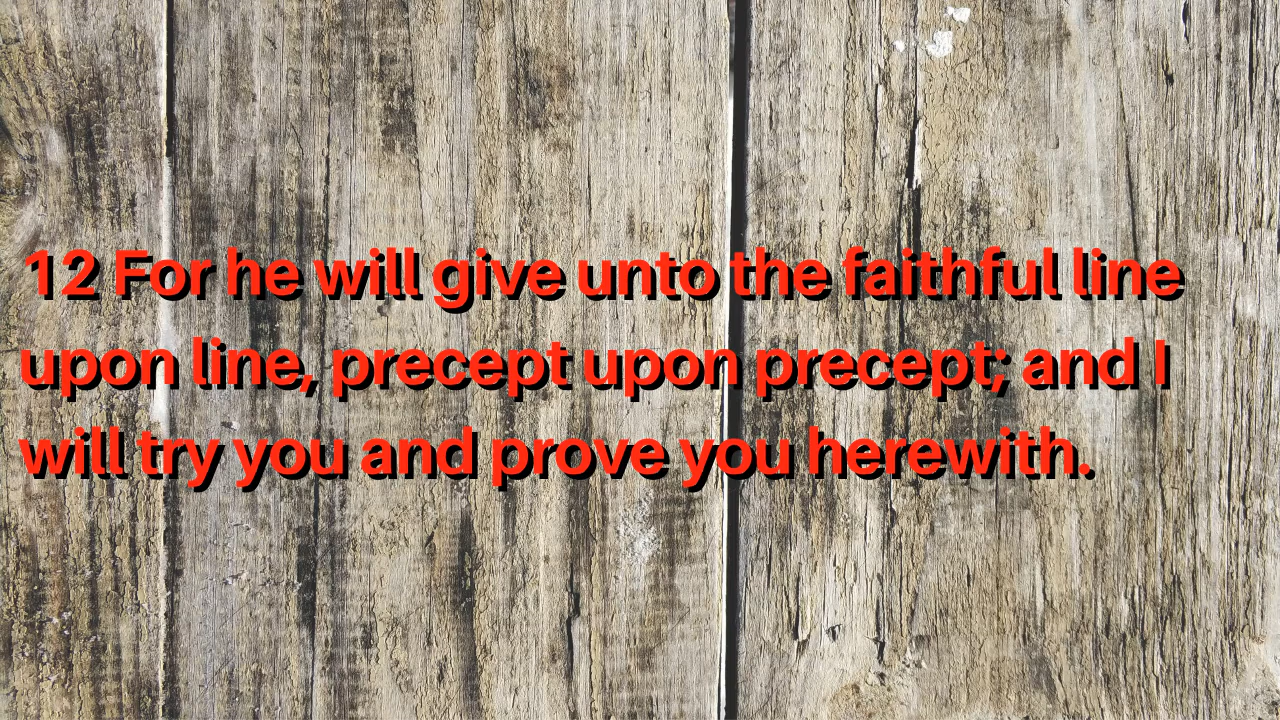 12 For he will give unto the faithful line
upon line, precept upon precept; and I
will try you and prove you herewith.